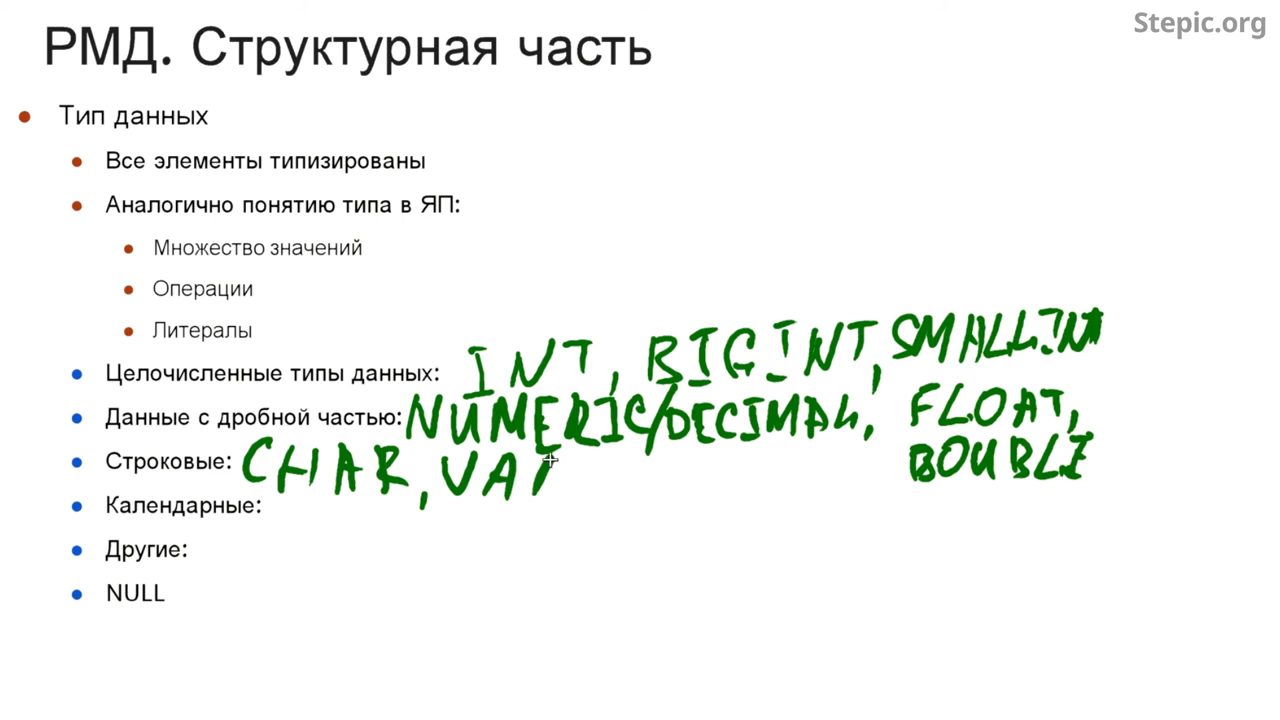 Stepic.org
РМД. Структурная часть
Тип данных
Все элементы типизированы
Аналогично понятию типа в ЯП:
Множество значений
Операции
Литералы
Целочисленные типы данных: INT, BIGINT, SMALLINT
Данные с дробной частью: NUMERIC/DECIMAL, FLOAT,
DOUBLE
Строковые: CHAR, VAR
Календарные:
Другие:
NULL